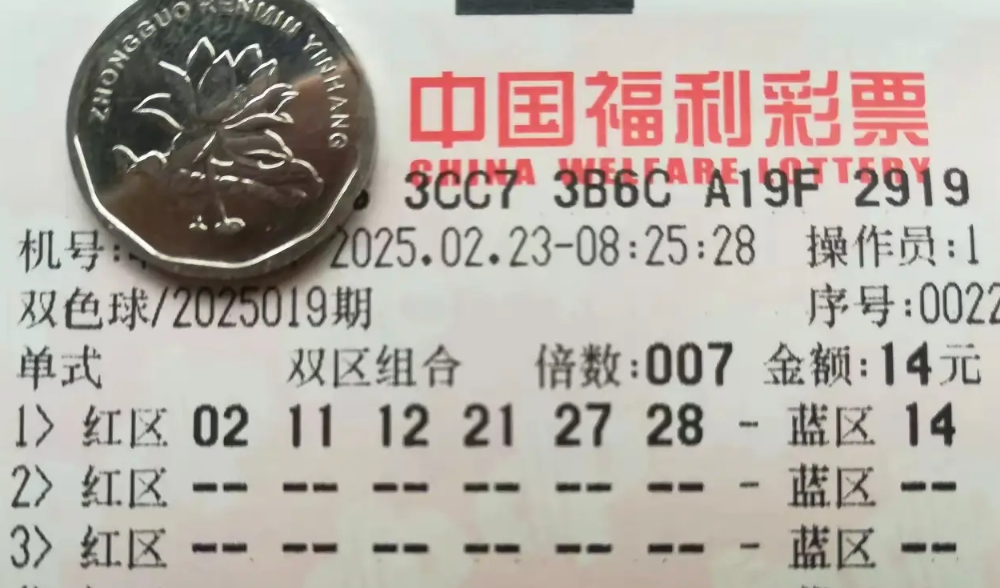 ZHONGGUO RENMIN YINHANG
中国福利彩票
CHINA WELFARE LOTTERY
3CC7 3B6C A19F 2919
机号: 2025.02.23-08:25:28 操作员:1
双色球/2025019期 序号:0022
单式 双区组合 倍数:007 金额:14元
1> 红区 02 11 12 21 27 28 - 蓝区 14
2> 红区 -- -- -- -- -- -- - 蓝区 --
3> 红区 -- -- -- -- -- -- - 蓝区 --